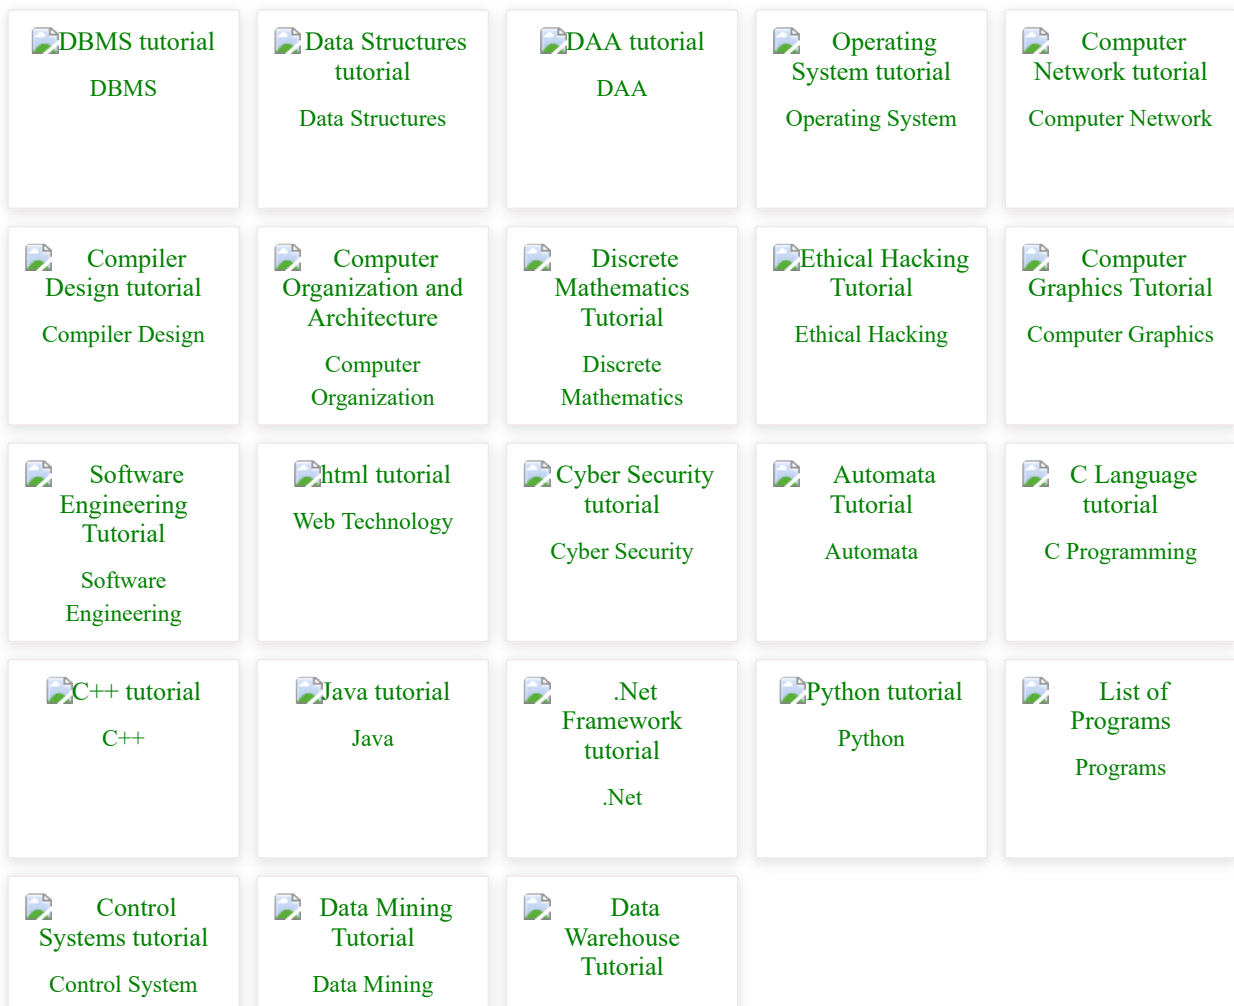 DBMS tutorial
DBMS
Data Structures
tutorial
Data Structures
DAA tutorial
DAA
Operating
System tutorial
Operating System
Computer
Network tutorial
Computer Network
Compiler
Design tutorial
Compiler Design
Computer
Organization and
Architecture
Computer
Organization
Discrete
Mathematics
Tutorial
Discrete
Mathematics
Ethical Hacking
Tutorial
Ethical Hacking
Computer
Graphics Tutorial
Computer Graphics
Software
Engineering
Tutorial
Software
Engineering
html tutorial
Web Technology
Cyber Security
tutorial
Cyber Security
Automata
Tutorial
Automata
C Language
tutorial
C Programming
C++ tutorial
C++
Java tutorial
Java
.Net
Framework
tutorial
.Net
Python tutorial
Python
List of
Programs
Programs
Control
Systems tutorial
Control System
Data Mining
Tutorial
Data Mining
Data
Warehouse
Tutorial